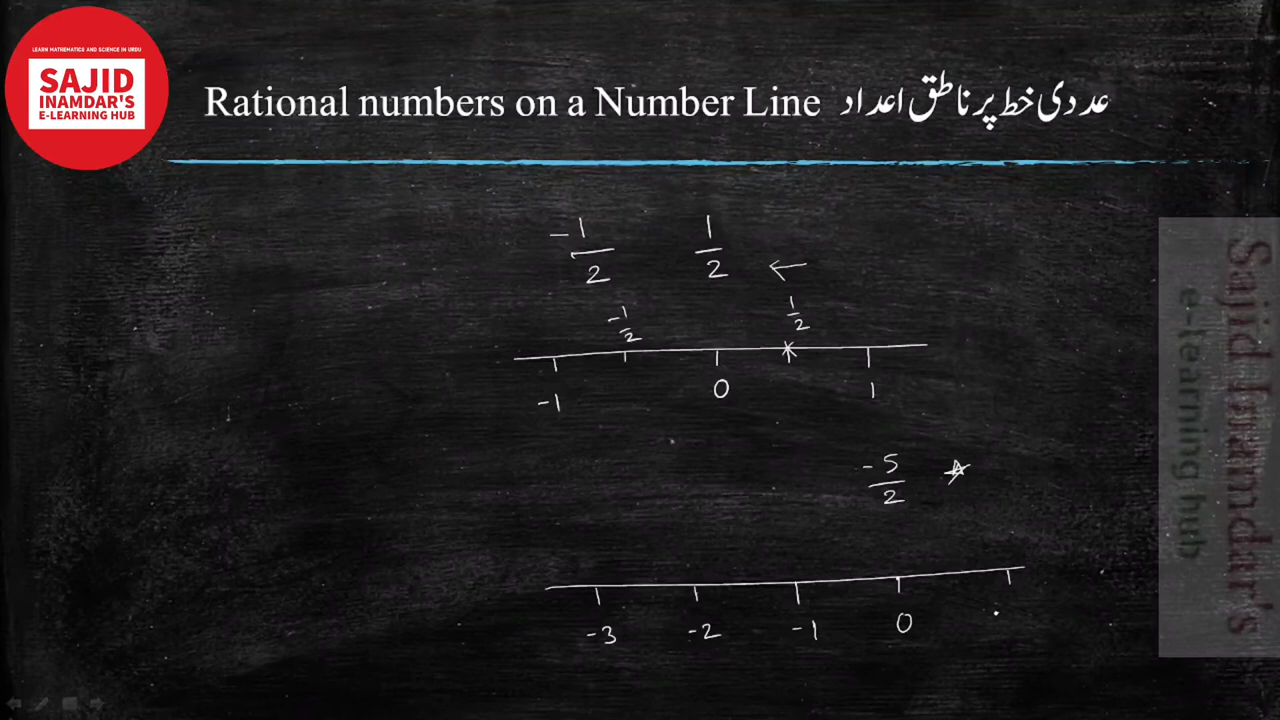 LEARN MATHEMATICS AND SCIENCE IN URDU
SAJID
INAMDAR'S
E-LEARNING HUB
Rational numbers on a Number Line عددی خط پر ناطق اعداد
-1/2 1/2 ←
-1/2 1/2
-1 0 1
-5/2
-3 -2 -1 0
Sajid Inamdar's
e-learning hub